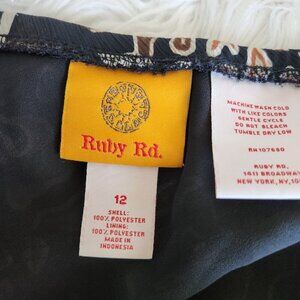 Ruby Rd.
12
SHELL:
100% POLYESTER
LINING:
100% POLYESTER
MADE IN
INDONESIA
MACHINE WASH COLD
WITH LIKE COLORS
GENTLE CYCLE
DO NOT BLEACH
TUMBLE DRY LOW
RN107680
RUBY RD.
1411 BROADWAY
NEW YORK, NY, 100